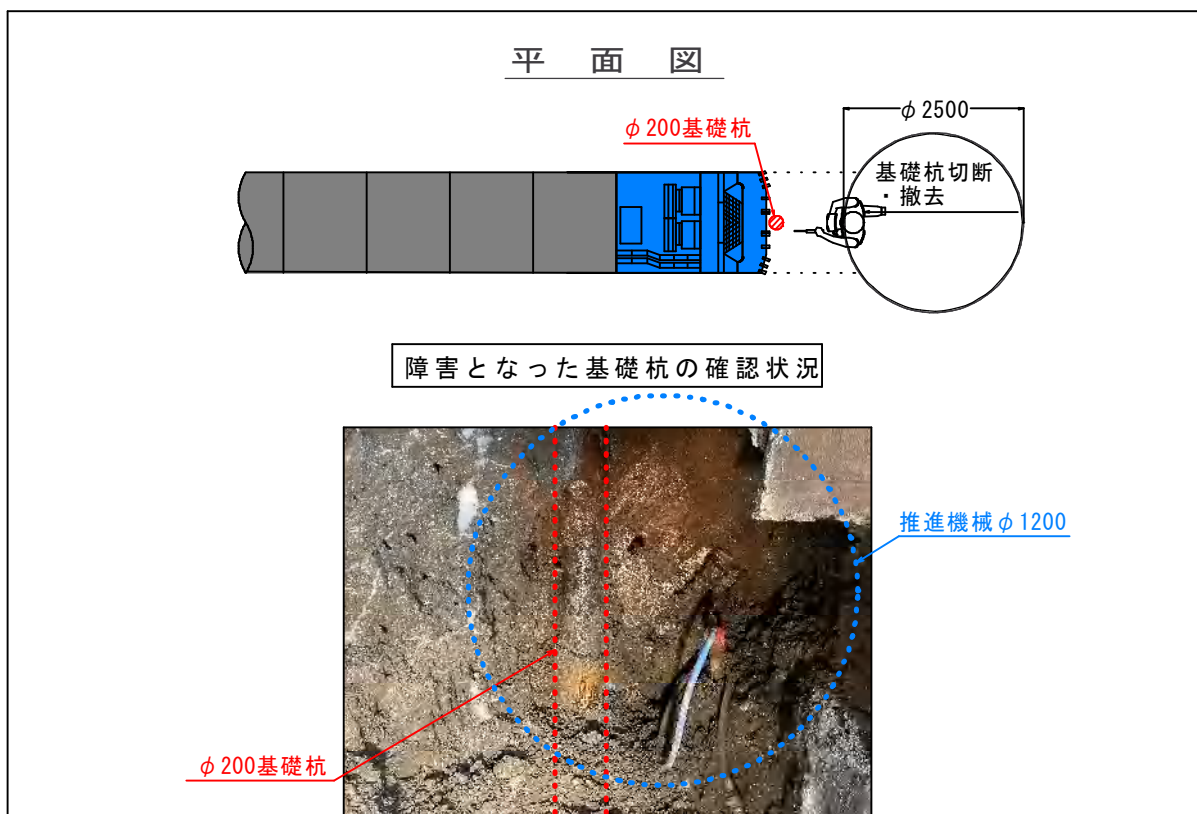 平面図
φ2500
φ200基礎杭
基礎杭切断
・撤去
障害となった基礎杭の確認状況
推進機械φ1200
φ200基礎杭